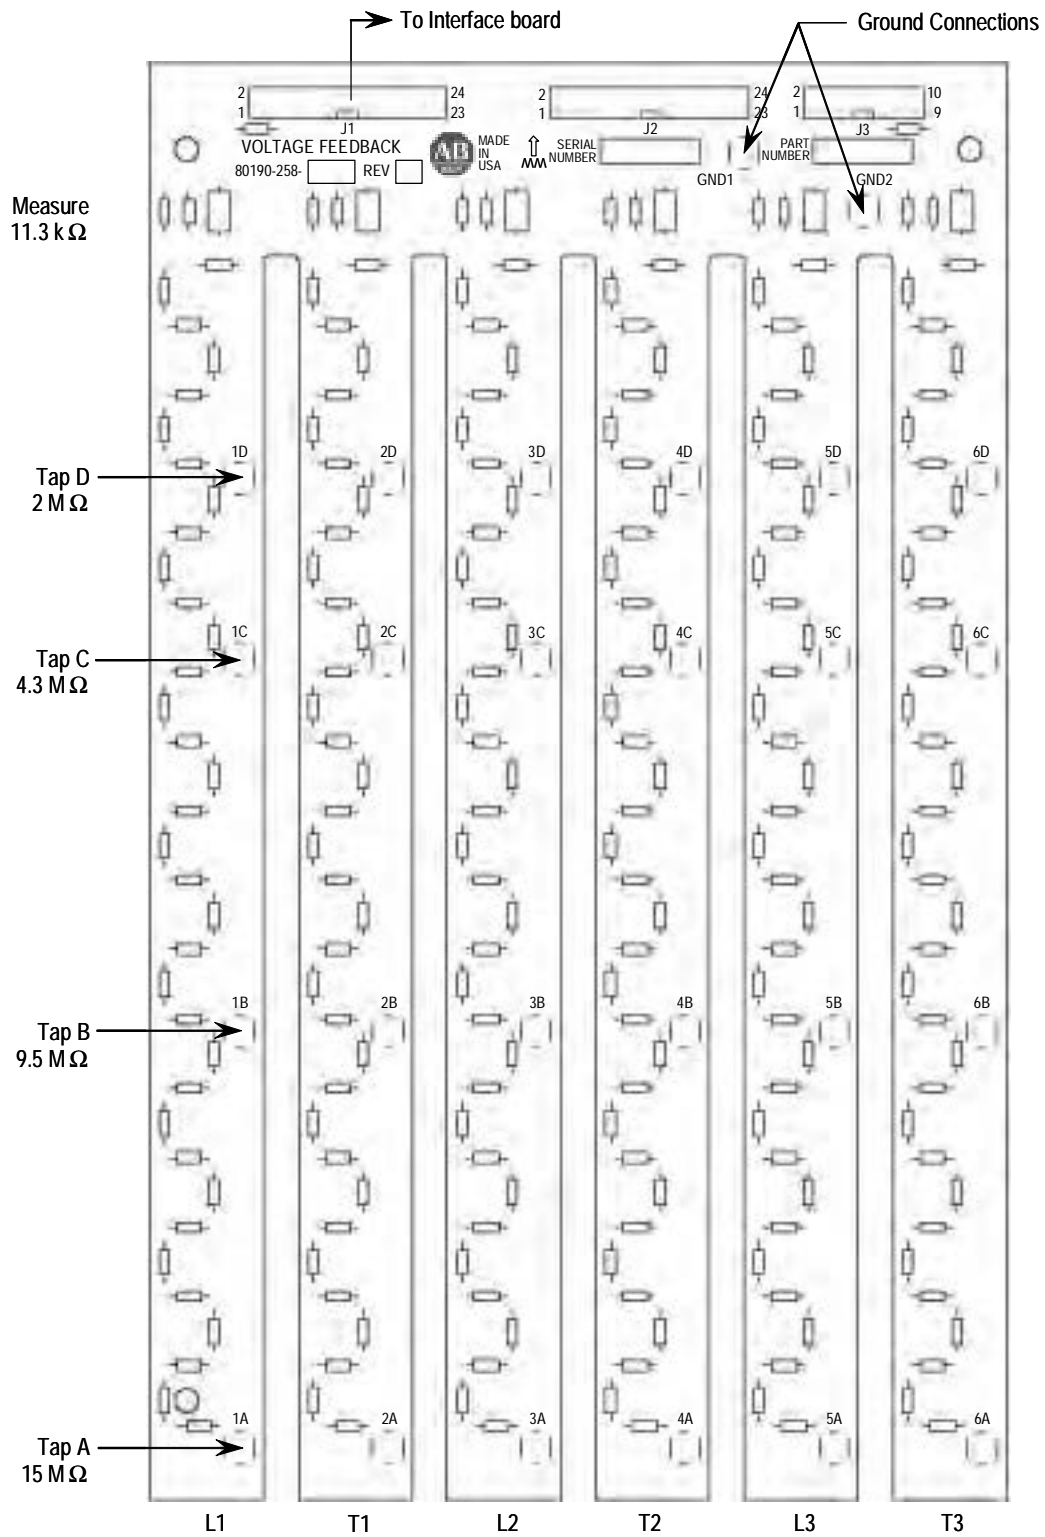 To Interface board
Ground Connections
2 24
1 23
J1
2 24
1 23
J2
2 10
1 9
J3
VOLTAGE FEEDBACK
80190-258-
REV
AB
MADE
IN
USA
SERIAL
NUMBER
PART
NUMBER
GND1
GND2
Measure
11.3 k Ω
1D 2D 3D 4D 5D 6D
Tap D
2 M Ω
1C 2C 3C 4C 5C 6C
Tap C
4.3 M Ω
1B 2B 3B 4B 5B 6B
Tap B
9.5 M Ω
1A 2A 3A 4A 5A 6A
Tap A
15 M Ω
L1 T1 L2 T2 L3 T3